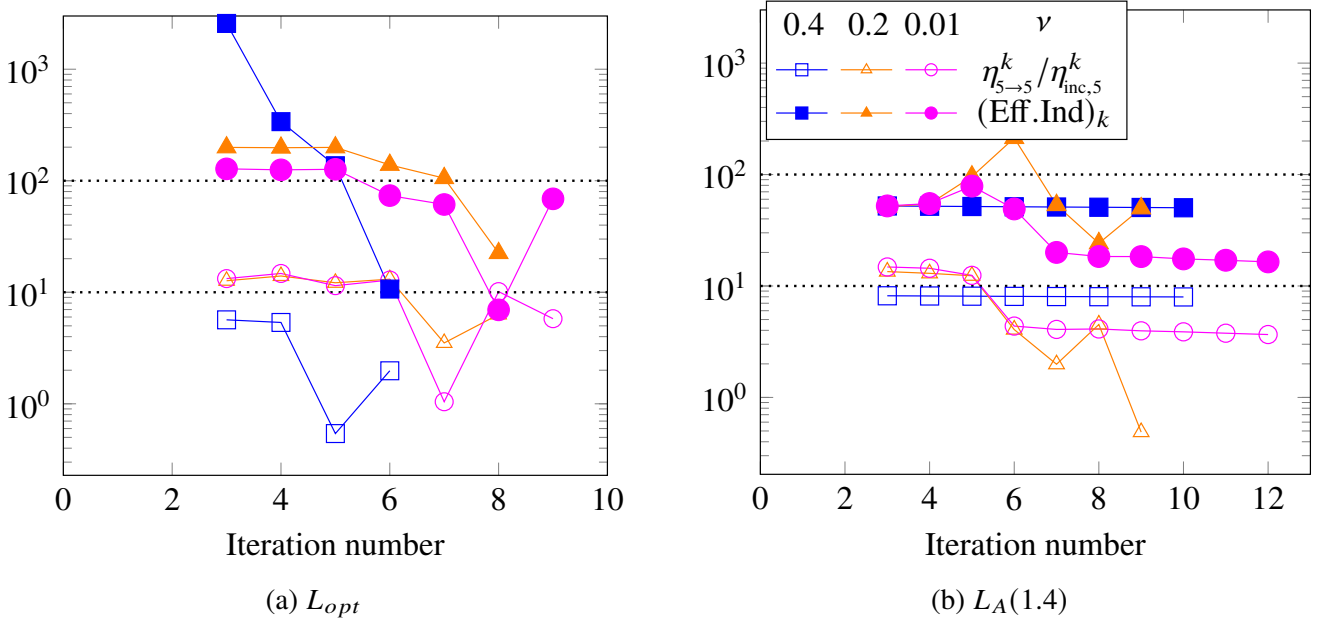 10³
10²
10¹
10⁰
0 2 4 6 8 10
Iteration number
(a) L_opt
0.4 0.2 0.01 ν
η^k_{5→5}/η^k_{inc,5}
(Eff.Ind)_k
10³
10²
10¹
10⁰
0 2 4 6 8 10 12
Iteration number
(b) L_A(1.4)